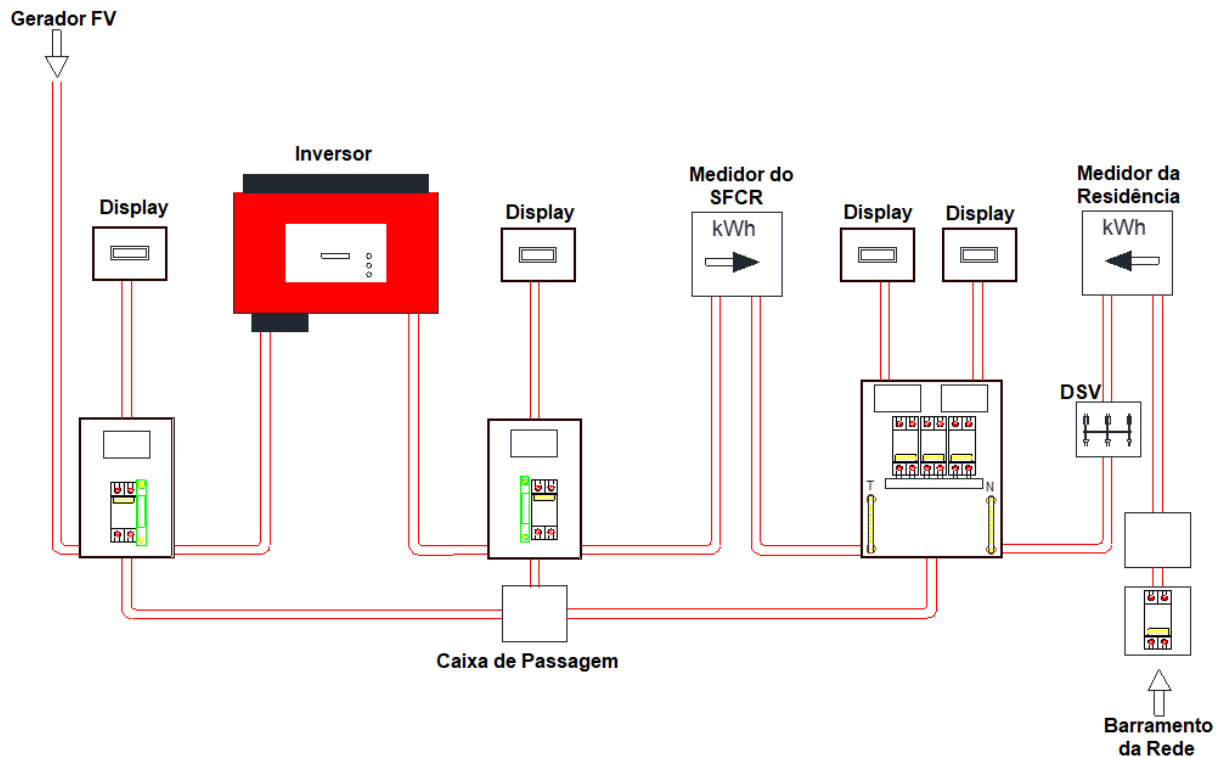 Gerador FV
Inversor
Medidor do
SFCR
Medidor da
Residência
Display
Display
Display
Display
kWh
kWh
DSV
T
N
Caixa de Passagem
Barramento
da Rede